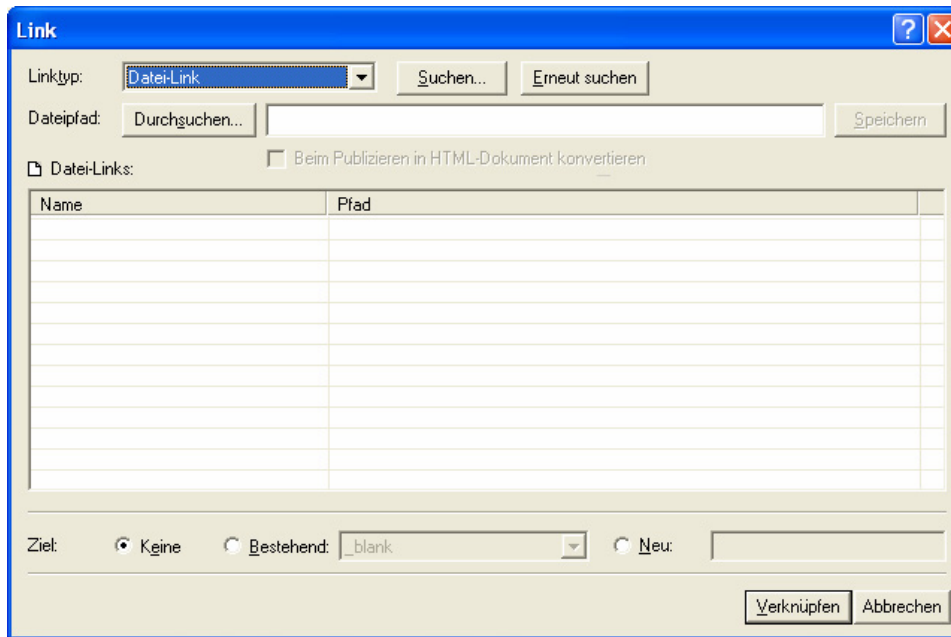 Link
Linktyp: Datei-Link Suchen... Erneut suchen
Dateipfad: Durchsuchen... Speichern
Beim Publizieren in HTML-Dokument konvertieren
Datei-Links:
Name Pfad
Ziel: Keine Bestehend: _blank Neu:
Verknüpfen Abbrechen